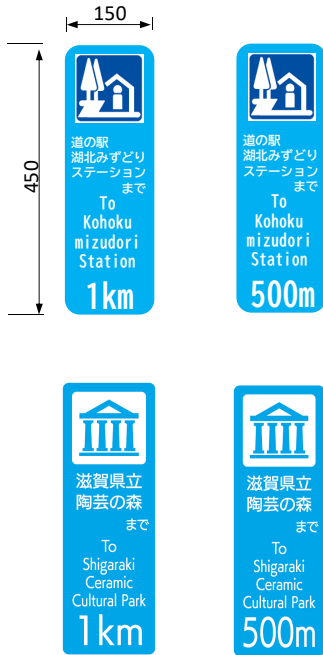 150
450
道の駅
湖北みずどり
ステーション
まで
To
Kohoku
mizudori
Station
1km
道の駅
湖北みずどり
ステーション
まで
To
Kohoku
mizudori
Station
500m
滋賀県立
陶芸の森
まで
To
Shigaraki
Ceramic
Cultural Park
1km
滋賀県立
陶芸の森
まで
To
Shigaraki
Ceramic
Cultural Park
500m